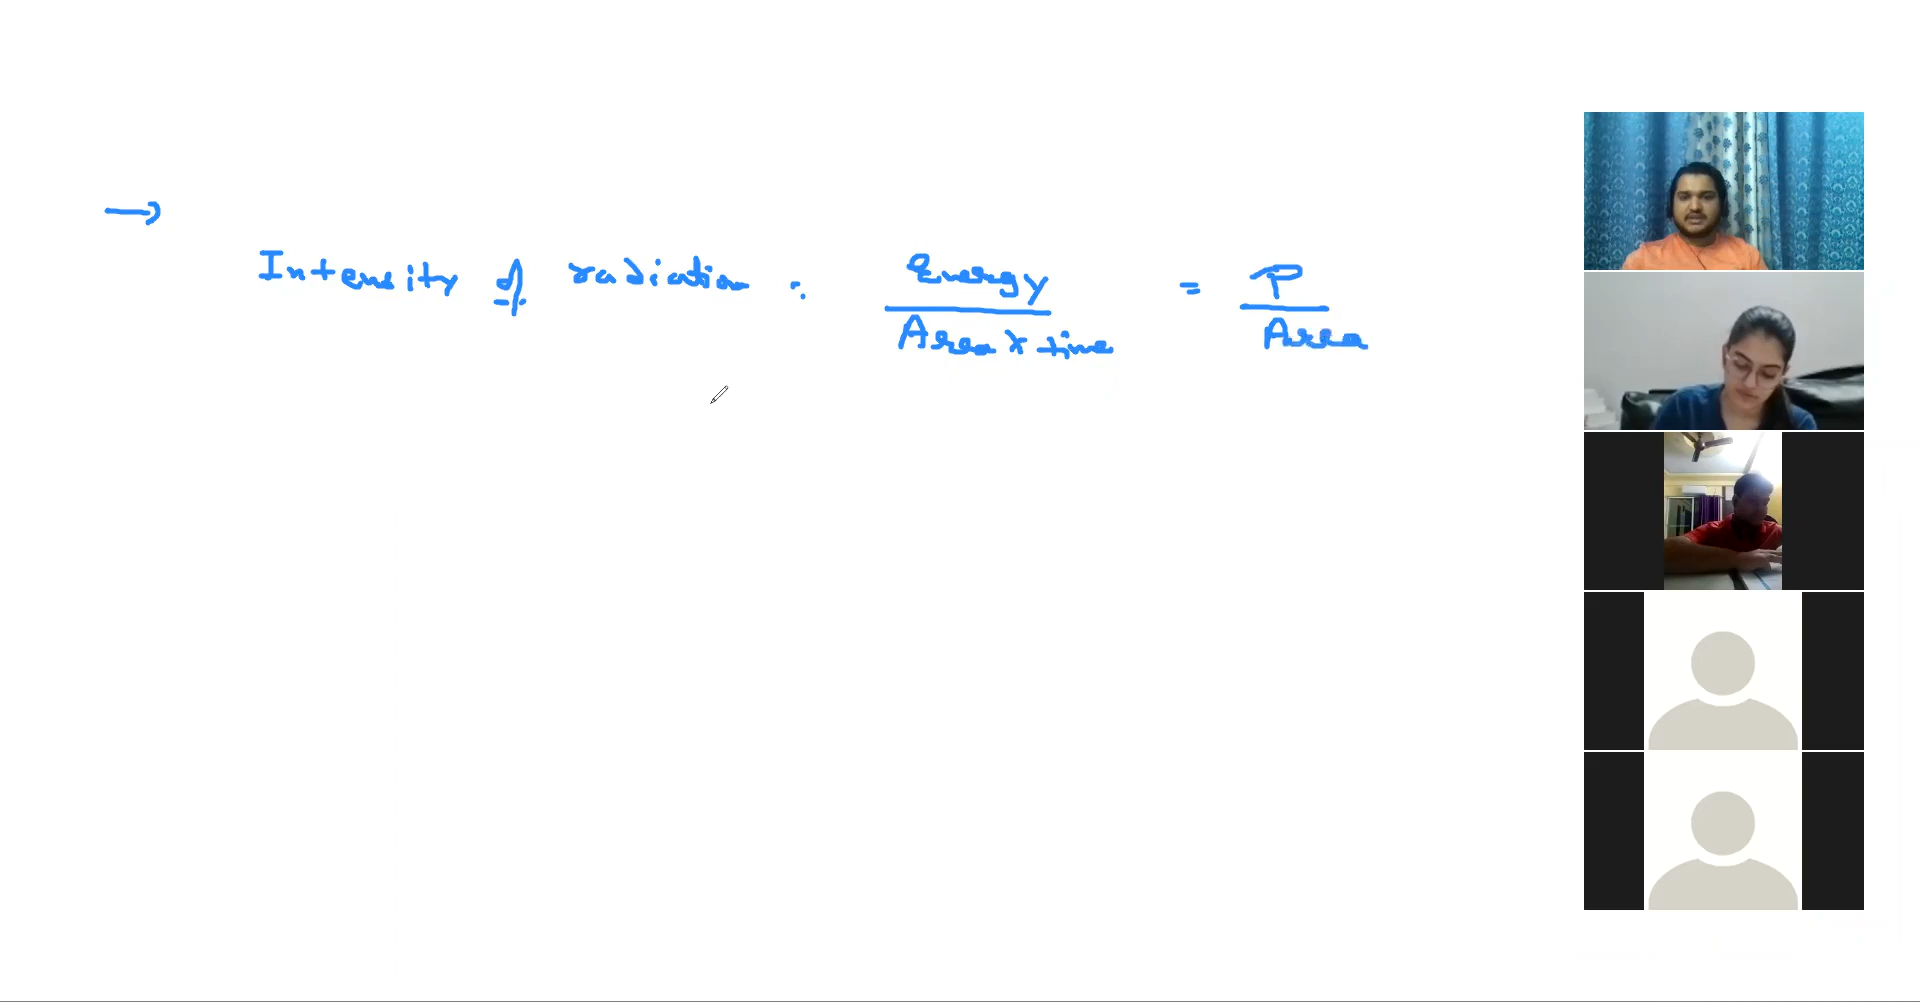 → Intensity of radiation : Energy / Area x time = P / Area